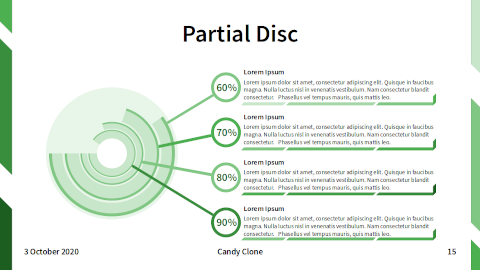 Partial Disc
60%
Lorem Ipsum
Lorem ipsum dolor sit amet, consectetur adipiscing elit. Quisque in faucibus
magna. Nulla luctus nisl in venenatis vestibulum. Nam consectetur blandit
consectetur. Phasellus vel tempus mauris, quis mattis leo.
70%
Lorem Ipsum
Lorem ipsum dolor sit amet, consectetur adipiscing elit. Quisque in faucibus
magna. Nulla luctus nisl in venenatis vestibulum. Nam consectetur blandit
consectetur. Phasellus vel tempus mauris, quis mattis leo.
80%
Lorem Ipsum
Lorem ipsum dolor sit amet, consectetur adipiscing elit. Quisque in faucibus
magna. Nulla luctus nisl in venenatis vestibulum. Nam consectetur blandit
consectetur. Phasellus vel tempus mauris, quis mattis leo.
90%
Lorem Ipsum
Lorem ipsum dolor sit amet, consectetur adipiscing elit. Quisque in faucibus
magna. Nulla luctus nisl in venenatis vestibulum. Nam consectetur blandit
consectetur. Phasellus vel tempus mauris, quis mattis leo.
3 October 2020
Candy Clone
15